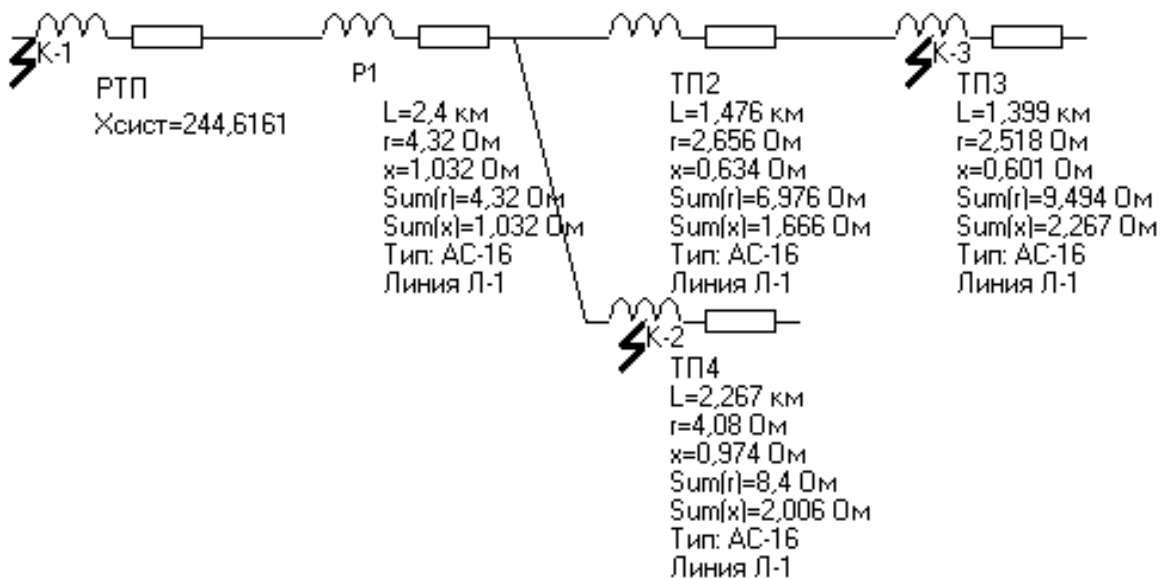 К-1
РТП
Хсист=244,6161
Р1
L=2,4 км
r=4,32 Ом
x=1,032 Ом
Sum(r)=4,32 Ом
Sum(x)=1,032 Ом
Тип: АС-16
Линия Л-1
ТП2
L=1,476 км
r=2,656 Ом
x=0,634 Ом
Sum(r)=6,976 Ом
Sum(x)=1,666 Ом
Тип: АС-16
Линия Л-1
К-3
ТП3
L=1,399 км
r=2,518 Ом
x=0,601 Ом
Sum(r)=9,494 Ом
Sum(x)=2,267 Ом
Тип: АС-16
Линия Л-1
К-2
ТП4
L=2,267 км
r=4,08 Ом
x=0,974 Ом
Sum(r)=8,4 Ом
Sum(x)=2,006 Ом
Тип: АС-16
Линия Л-1